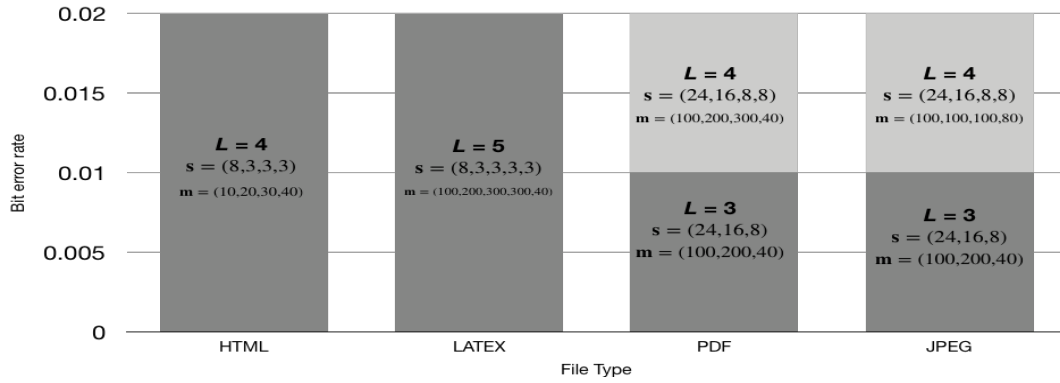 0.02
0.015
0.01
0.005
0
Bit error rate
L = 4
s = (8,3,3,3)
m = (10,20,30,40)
L = 5
s = (8,3,3,3,3)
m = (100,200,300,300,40)
L = 4
s = (24,16,8,8)
m = (100,200,300,40)
L = 3
s = (24,16,8)
m = (100,200,40)
L = 4
s = (24,16,8,8)
m = (100,100,100,80)
L = 3
s = (24,16,8)
m = (100,200,40)
HTML
LATEX
PDF
JPEG
File Type